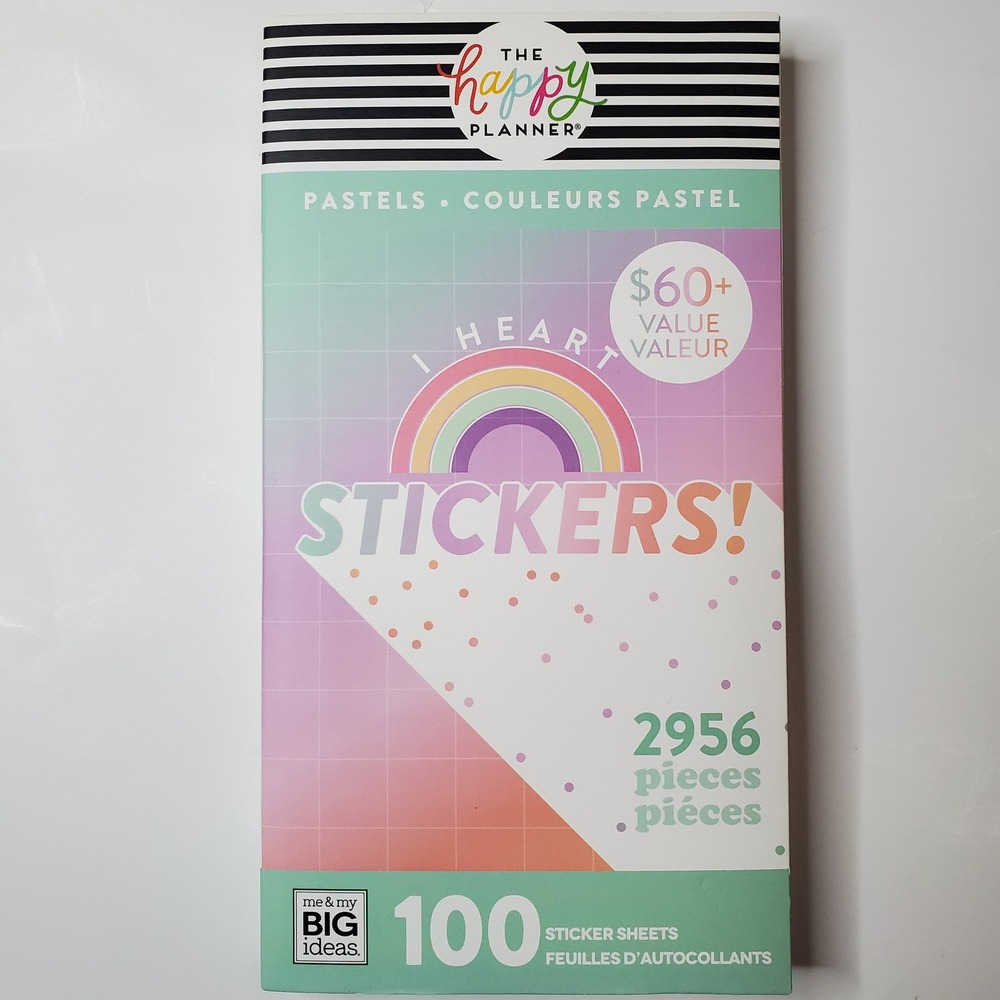 THE
happy
PLANNER®
PASTELS • COULEURS PASTEL
$60+
VALUE
VALEUR
I HEART
STICKERS!
2956
pieces
piéces
me & my
BIG
ideas.
100
STICKER SHEETS
FEUILLES D'AUTOCOLLANTS